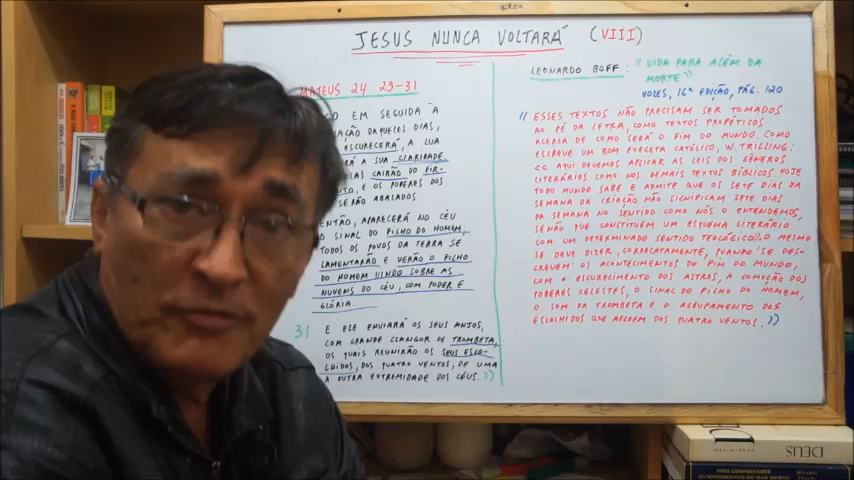 JESUS NUNCA VOLTARÁ (VIII)
MATEUS 24:29-31
EM SEGUIDA À
DAQUELES DIAS,
ESCURECERÁ, A LUA
A SUA CLARIDADE,
CAIRÃO DO FIR-
E OS PODERES DOS
SERÃO ABALADOS.
ENTÃO, APARECERÁ NO CÉU
O SINAL DO FILHO DO HOMEM,
TODOS OS POVOS DA TERRA SE
LAMENTARÃO E VERÃO O FILHO
DO HOMEM VINDO SOBRE AS
NUVENS DO CÉU, COM PODER E
GLÓRIA.
31 E ELE ENVIARÁ OS SEUS ANJOS,
COM GRANDE CLANGOR DE TROMBETA,
OS QUAIS REUNIRÃO OS SEUS ESCO-
LHIDOS, DOS QUATRO VENTOS, DE UMA
A OUTRA EXTREMIDADE DOS CÉUS. »
LEONARDO BOFF: "VIDA PARA ALÉM DA
MORTE"
VOZES, 16ª EDIÇÃO, PÁG. 120
" ESSES TEXTOS NÃO PRECISAM SER TOMADOS
AO PÉ DA LETRA, COMO TEXTOS PROFÉTICOS
ACERCA DE COMO SERÁ O FIM DO MUNDO. COMO
ESCREVE UM BOM EXEGETA CATÓLICO, W. TRILLING:
<< AQUI DEVEMOS APLICAR AS LEIS DOS GÊNEROS
LITERÁRIOS COMO NOS DEMAIS TEXTOS BÍBLICOS. HOJE
TODO MUNDO SABE E ADMITE QUE OS SETE DIAS DA
SEMANA DA CRIAÇÃO NÃO SIGNIFICAM SETE DIAS
DA SEMANA NO SENTIDO COMO NÓS O ENTENDEMOS,
SENÃO QUE CONSTITUEM UM ESQUEMA LITERÁRIO
COM UM DETERMINADO SENTIDO TEOLÓGICO>>. O MESMO
SE DEVE DIZER, CORRETAMENTE, QUANDO SE DES-
CREVEM OS ACONTECIMENTOS DO FIM DO MUNDO,
COM O ESCURECIMENTO DOS ASTROS, A COMOÇÃO DOS
PODERES CELESTES, O SINAL DO FILHO DO HOMEM,
O SOM DA TROMBETA E O AGRUPAMENTO DOS
ESCOLHIDOS QUE AFLUEM DOS QUATRO VENTOS. "
DEUS
PARA COMPREENDER
OS MANUSCRITOS DO MAR MORTO